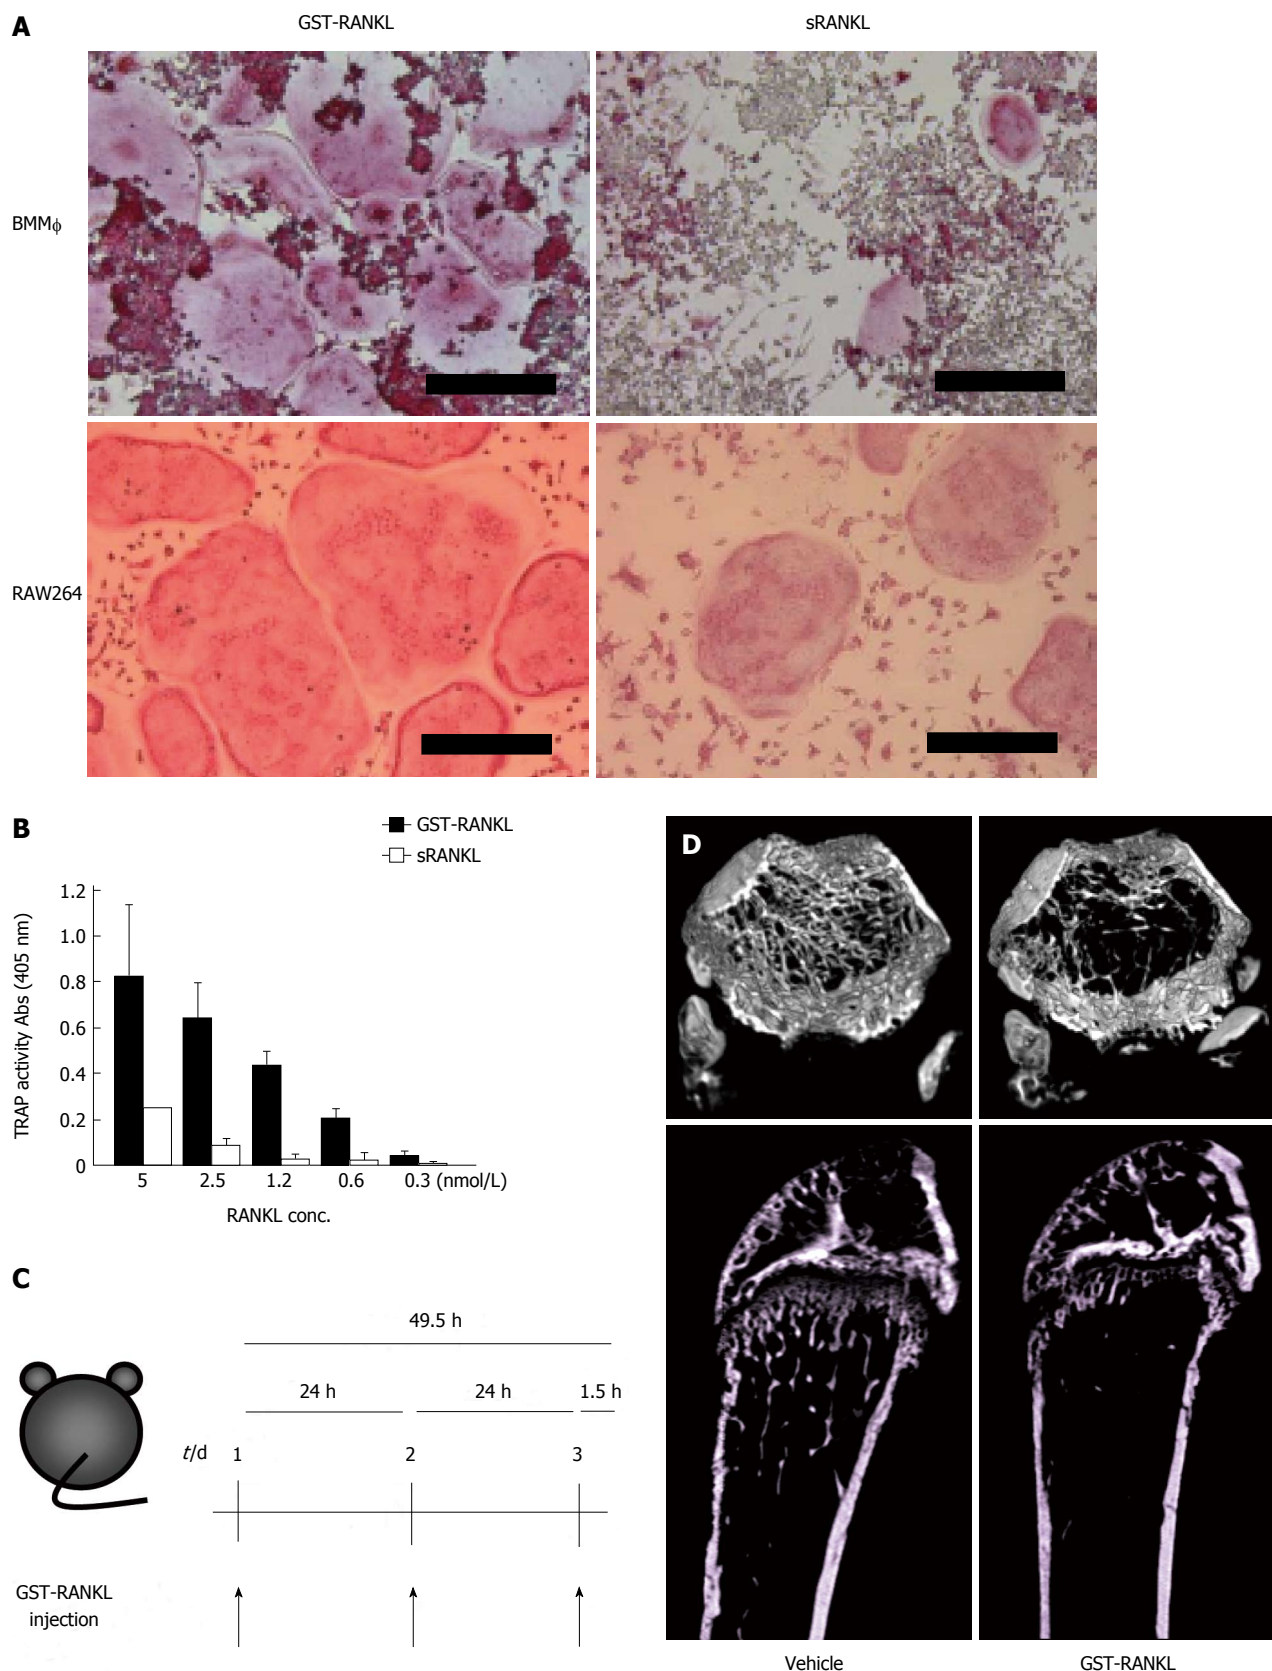 A
GST-RANKL
sRANKL
BMMϕ
RAW264
B
GST-RANKL
sRANKL
TRAP activity Abs (405 nm)
1.2
1.0
0.8
0.6
0.4
0.2
0
5 2.5 1.2 0.6 0.3 (nmol/L)
RANKL conc.
C
49.5 h
24 h 24 h 1.5 h
t/d 1 2 3
GST-RANKL
injection
D
Vehicle
GST-RANKL